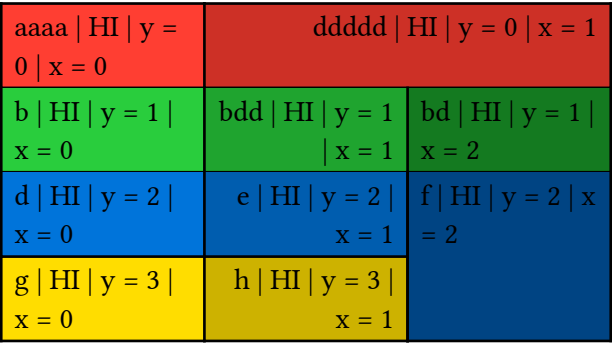 aaaa | HI | y =
0 | x = 0
ddddd | HI | y = 0 | x = 1
b | HI | y = 1 |
x = 0
bdd | HI | y = 1
| x = 1
bd | HI | y = 1 |
x = 2
d | HI | y = 2 |
x = 0
e | HI | y = 2 |
x = 1
f | HI | y = 2 | x
= 2
g | HI | y = 3 |
x = 0
h | HI | y = 3 |
x = 1